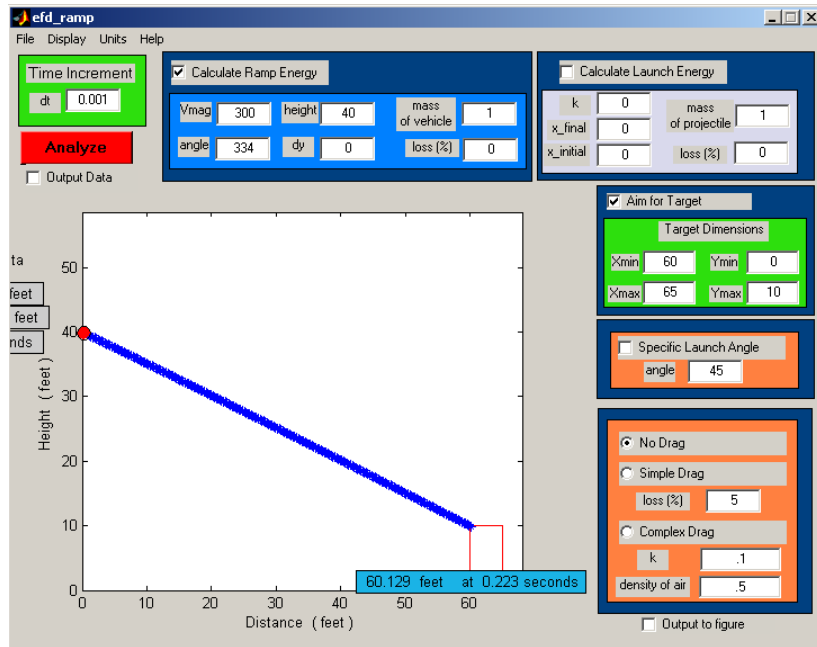 efd_ramp
File Display Units Help
Time Increment
dt 0.001
Analyze
Output Data
Calculate Ramp Energy
Vmag 300 height 40 mass of vehicle 1
angle 334 dy 0 loss (%) 0
Calculate Launch Energy
k 0
x_final 0
x_initial 0
mass of projectile 1
loss (%) 0
Aim for Target
Target Dimensions
Xmin 60 Ymin 0
Xmax 65 Ymax 10
Specific Launch Angle
angle 45
No Drag
Simple Drag
loss (%) 5
Complex Drag
k .1
density of air .5
Output to figure
ta
feet
feet
nds
Height (feet)
50
40
30
20
10
0
0 10 20 30 40 50 60
Distance (feet)
60.129 feet at 0.223 seconds